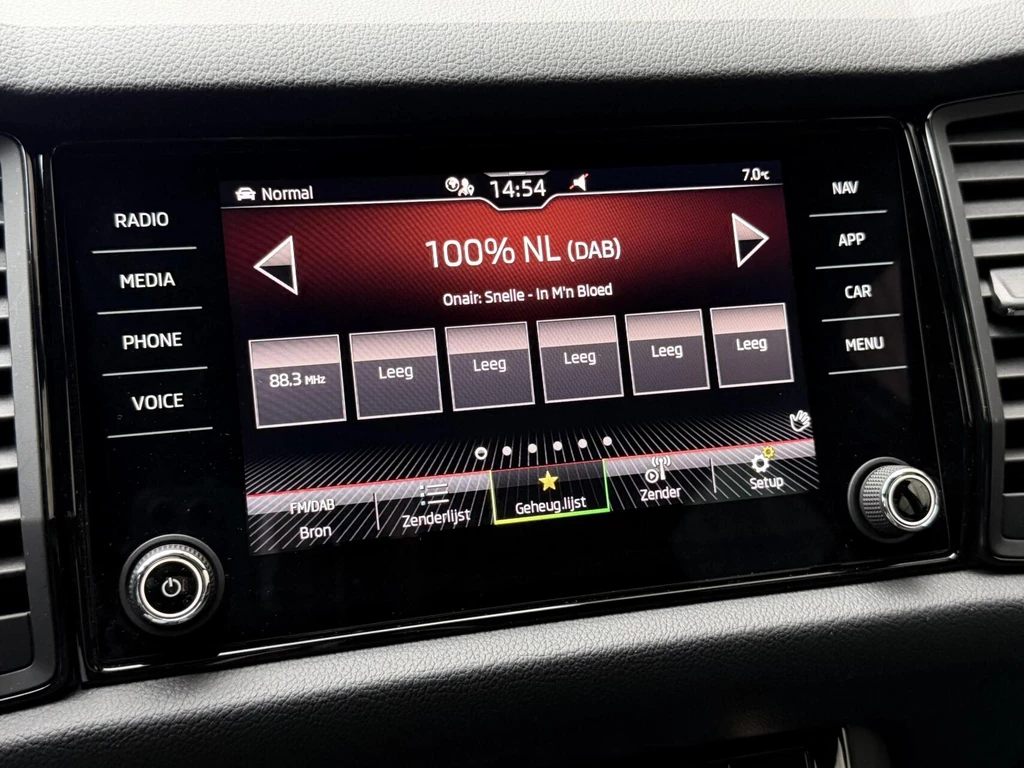 RADIO
MEDIA
PHONE
VOICE
Normal
14:54
7.0°C
100% NL (DAB)
Onair: Snelle - In M'n Bloed
88.3 MHz
Leeg
Leeg
Leeg
Leeg
Leeg
FM/DAB
Bron
Zenderlijst
Geheug.lijst
Zender
Setup
NAV
APP
CAR
MENU